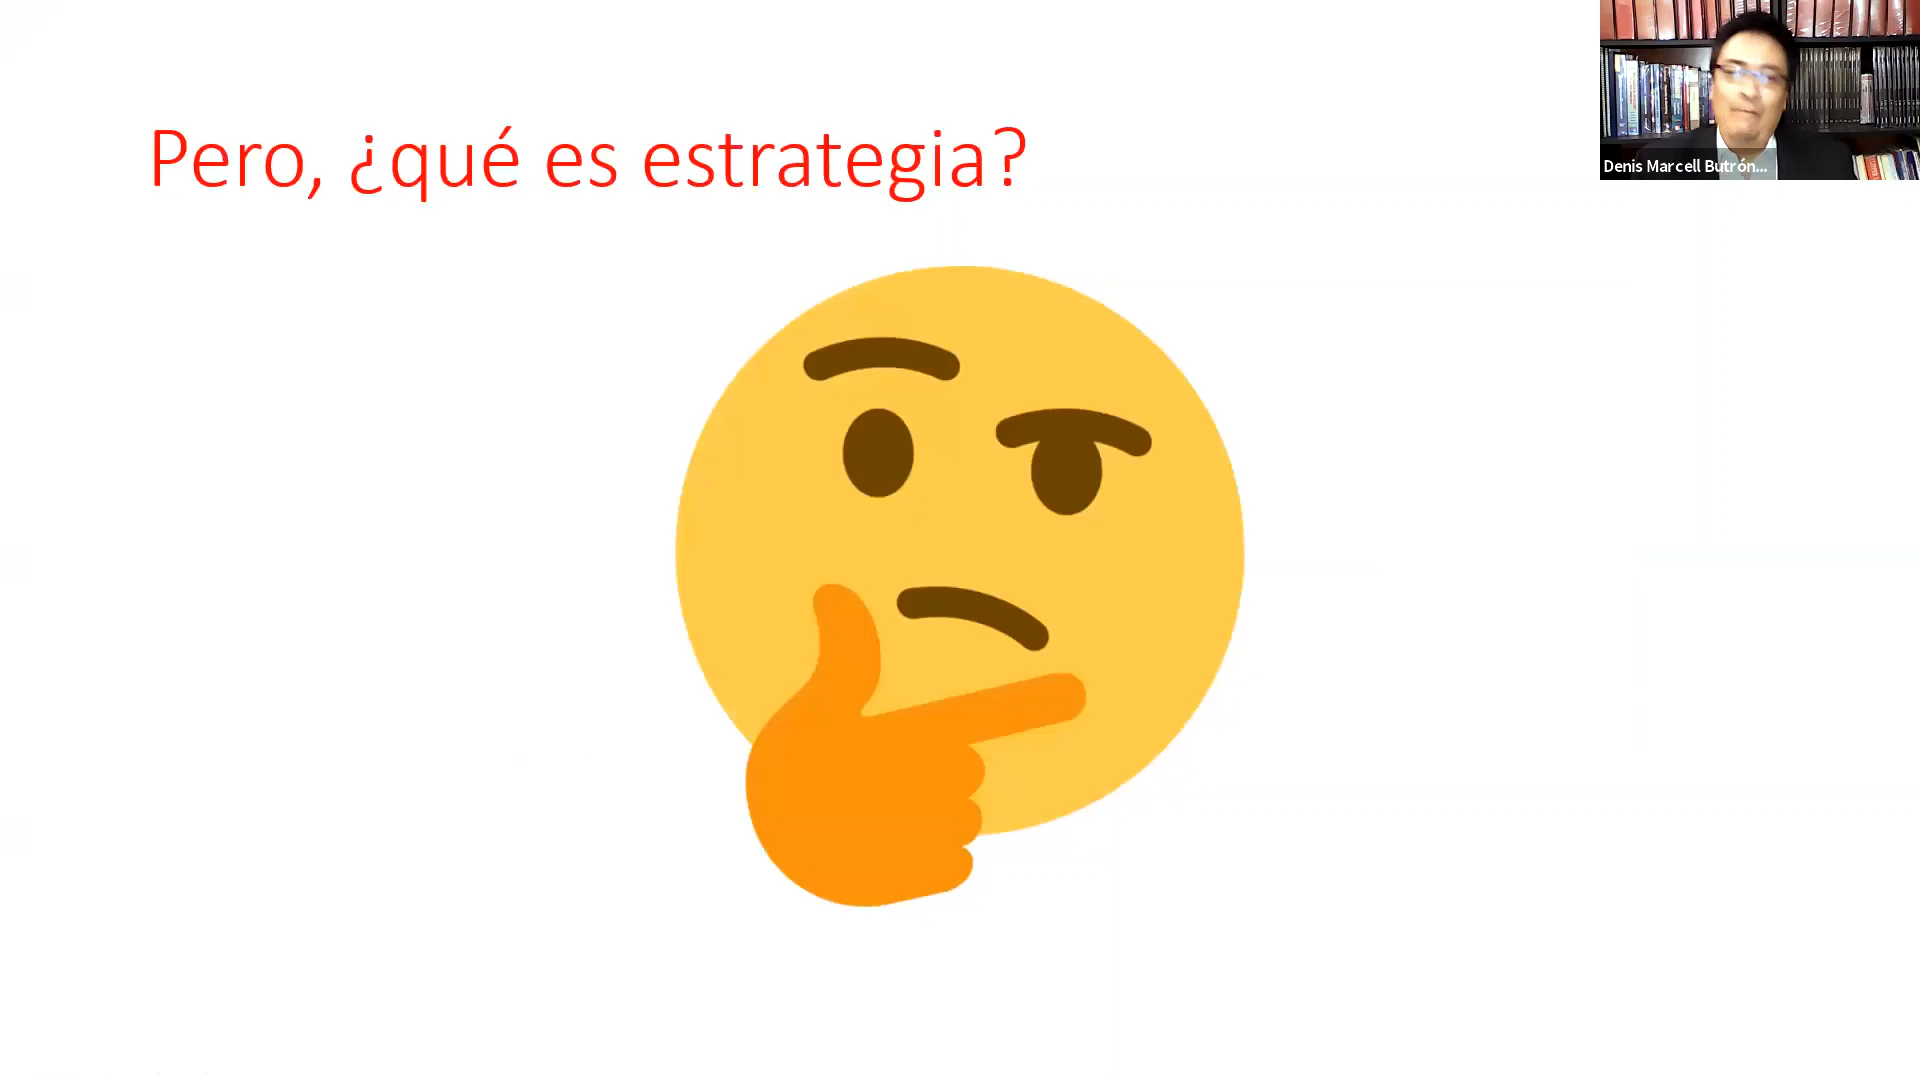 Pero, ¿qué es estrategia?
Denis Marcell Butrón...